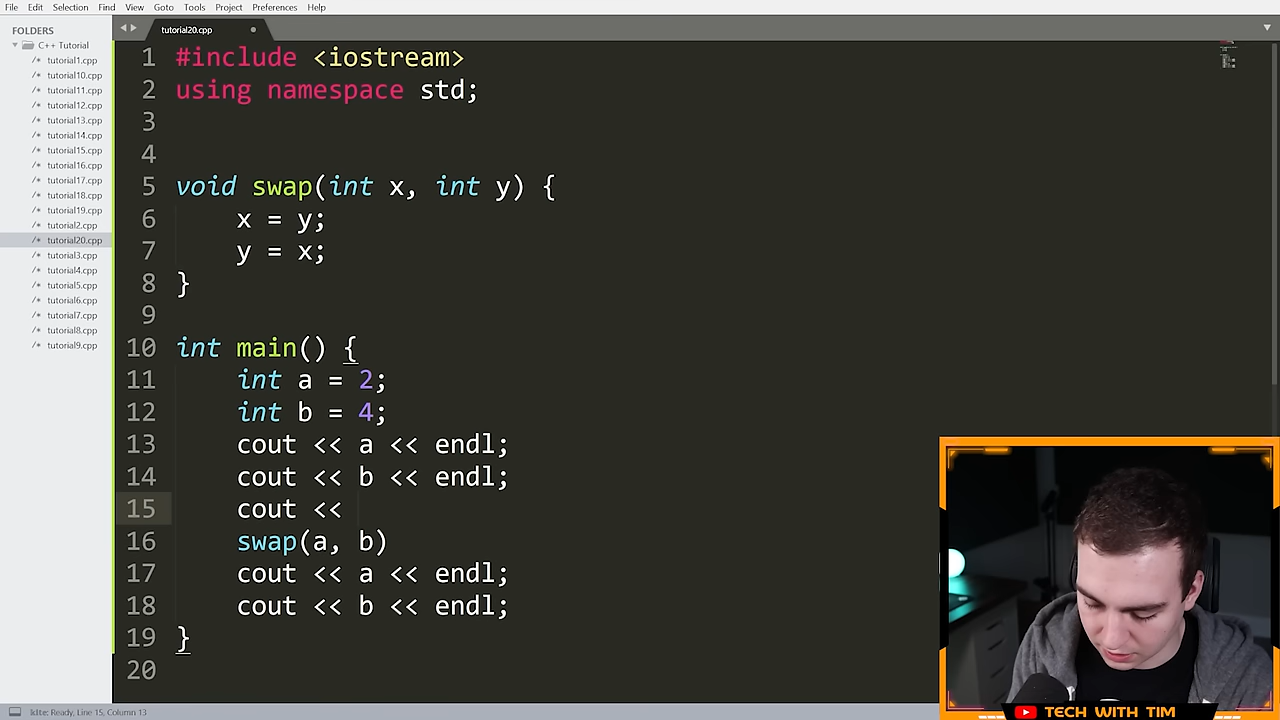 File Edit Selection Find View Goto Tools Project Preferences Help
FOLDERS
C++ Tutorial
/* tutorial1.cpp
/* tutorial10.cpp
/* tutorial11.cpp
/* tutorial12.cpp
/* tutorial13.cpp
/* tutorial14.cpp
/* tutorial15.cpp
/* tutorial16.cpp
/* tutorial17.cpp
/* tutorial18.cpp
/* tutorial19.cpp
/* tutorial2.cpp
/* tutorial20.cpp
/* tutorial3.cpp
/* tutorial4.cpp
/* tutorial5.cpp
/* tutorial6.cpp
/* tutorial7.cpp
/* tutorial8.cpp
/* tutorial9.cpp
tutorial20.cpp
1 #include <iostream>
2 using namespace std;
3
4
5 void swap(int x, int y) {
6     x = y;
7     y = x;
8 }
9
10 int main() {
11     int a = 2;
12     int b = 4;
13     cout << a << endl;
14     cout << b << endl;
15     cout <<
16     swap(a, b)
17     cout << a << endl;
18     cout << b << endl;
19 }
20
TECH WITH TIM
Ready, Line 15, Column 13